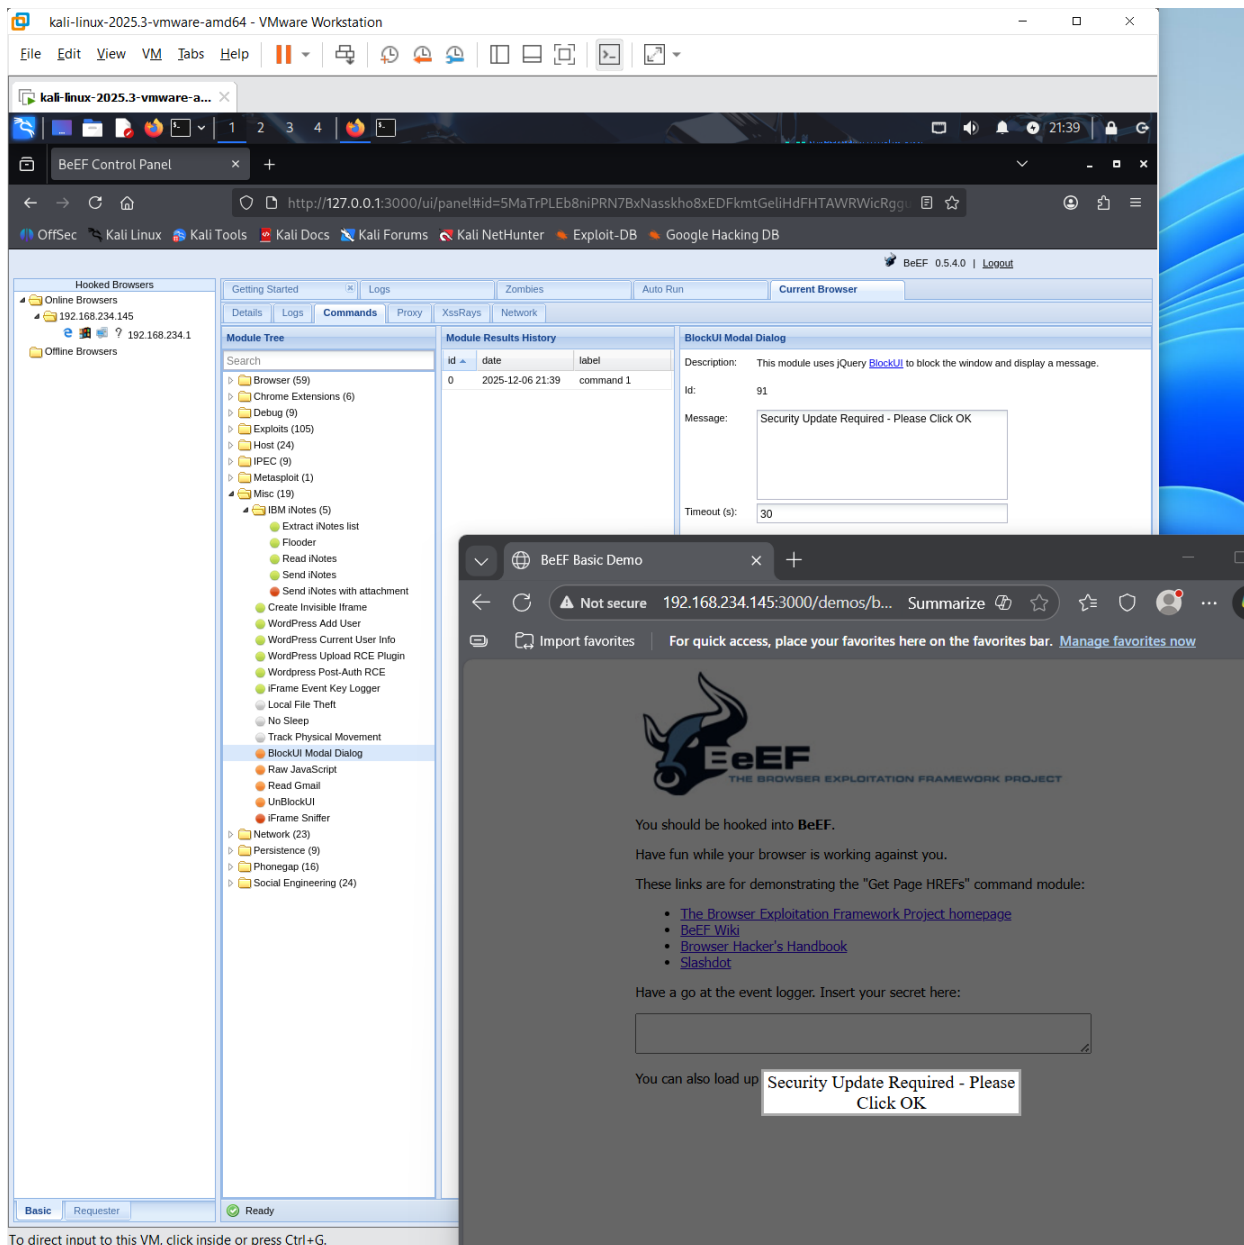 kali-linux-2025.3-vmware-amd64 - VMware Workstation
File Edit View VM Tabs Help
kali-linux-2025.3-vmware-a...
1 2 3 4
21:39
BeEF Control Panel
http://127.0.0.1:3000/ui/panel#id=5MaTrPLEb8niPRN7BxNasskho8xEDFkmtGeliHdFHTAWRWicRggu
OffSec Kali Linux Kali Tools Kali Docs Kali Forums Kali NetHunter Exploit-DB Google Hacking DB
BeEF 0.5.4.0 | Logout
Hooked Browsers
Online Browsers
192.168.234.145
? 192.168.234.1
Offline Browsers
Basic Requester
Getting Started Logs Zombies Auto Run Current Browser
Details Logs Commands Proxy XssRays Network
Module Tree
Search
Browser (59)
Chrome Extensions (6)
Debug (9)
Exploits (105)
Host (24)
IPEC (9)
Metasploit (1)
Misc (19)
IBM iNotes (5)
Extract iNotes list
Flooder
Read iNotes
Send iNotes
Send iNotes with attachment
Create Invisible Iframe
WordPress Add User
WordPress Current User Info
WordPress Upload RCE Plugin
Wordpress Post-Auth RCE
iFrame Event Key Logger
Local File Theft
No Sleep
Track Physical Movement
BlockUI Modal Dialog
Raw JavaScript
Read Gmail
UnBlockUI
iFrame Sniffer
Network (23)
Persistence (9)
Phonegap (16)
Social Engineering (24)
Ready
Module Results History
id date label
0 2025-12-06 21:39 command 1
BlockUI Modal Dialog
Description: This module uses jQuery BlockUI to block the window and display a message.
Id: 91
Message: Security Update Required - Please Click OK
Timeout (s): 30
BeEF Basic Demo
Not secure 192.168.234.145:3000/demos/b... Summarize
Import favorites For quick access, place your favorites here on the favorites bar. Manage favorites now
BeEF
THE BROWSER EXPLOITATION FRAMEWORK PROJECT
You should be hooked into BeEF.
Have fun while your browser is working against you.
These links are for demonstrating the "Get Page HREFs" command module:
The Browser Exploitation Framework Project homepage
BeEF Wiki
Browser Hacker's Handbook
Slashdot
Have a go at the event logger. Insert your secret here:
You can also load up
Security Update Required - Please
Click OK
To direct input to this VM, click inside or press Ctrl+G.